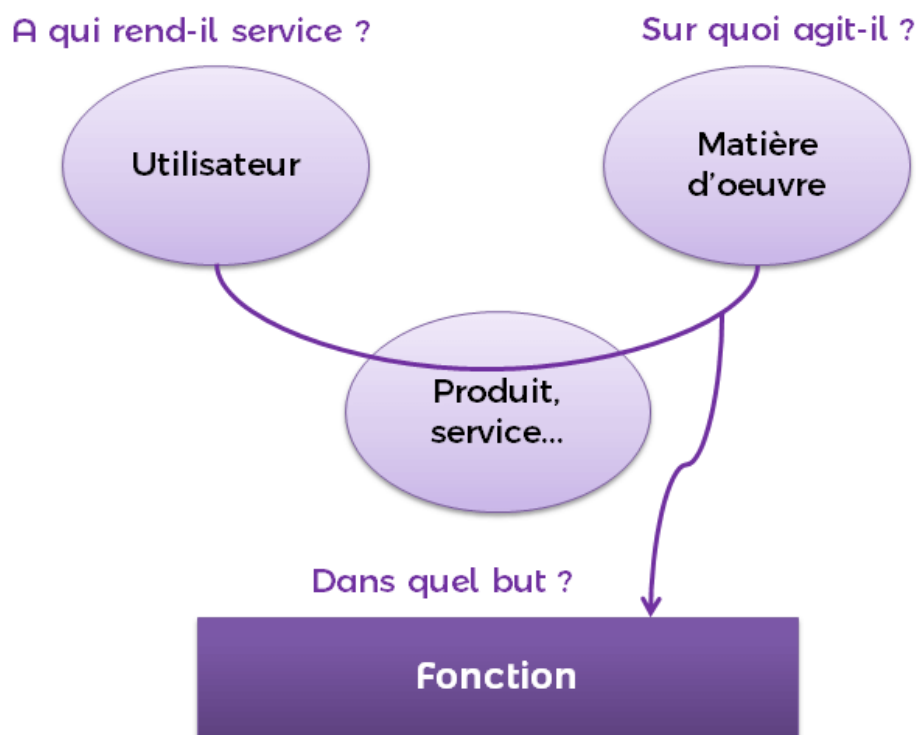 A qui rend-il service ?
Sur quoi agit-il ?
Utilisateur
Matière
d'oeuvre
Produit,
service...
Dans quel but ?
Fonction